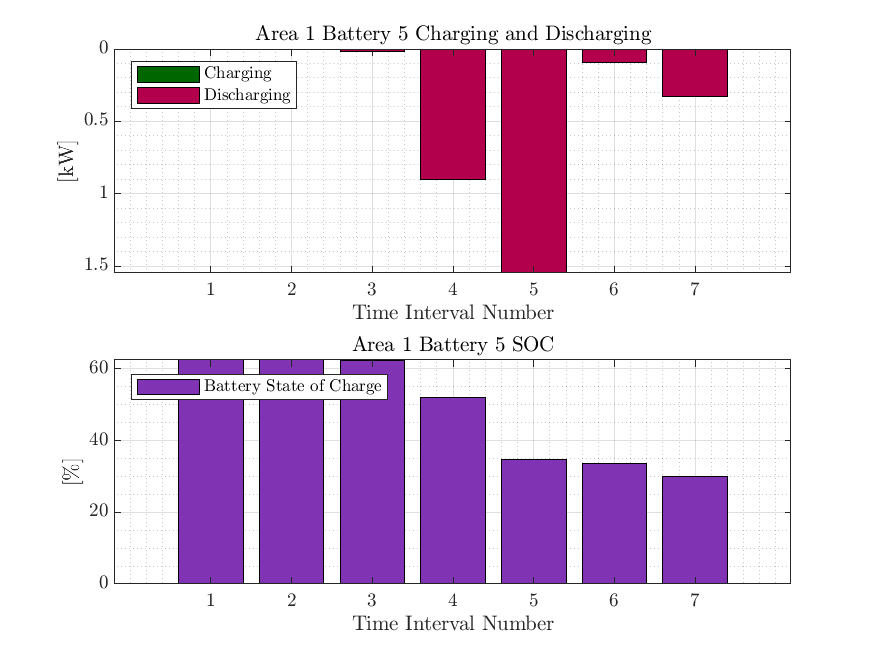 Area 1 Battery 5 Charging and Discharging
0
0.5
1
1.5
[kW]
Charging
Discharging
1 2 3 4 5 6 7
Time Interval Number
Area 1 Battery 5 SOC
60
40
20
0
[%]
Battery State of Charge
1 2 3 4 5 6 7
Time Interval Number